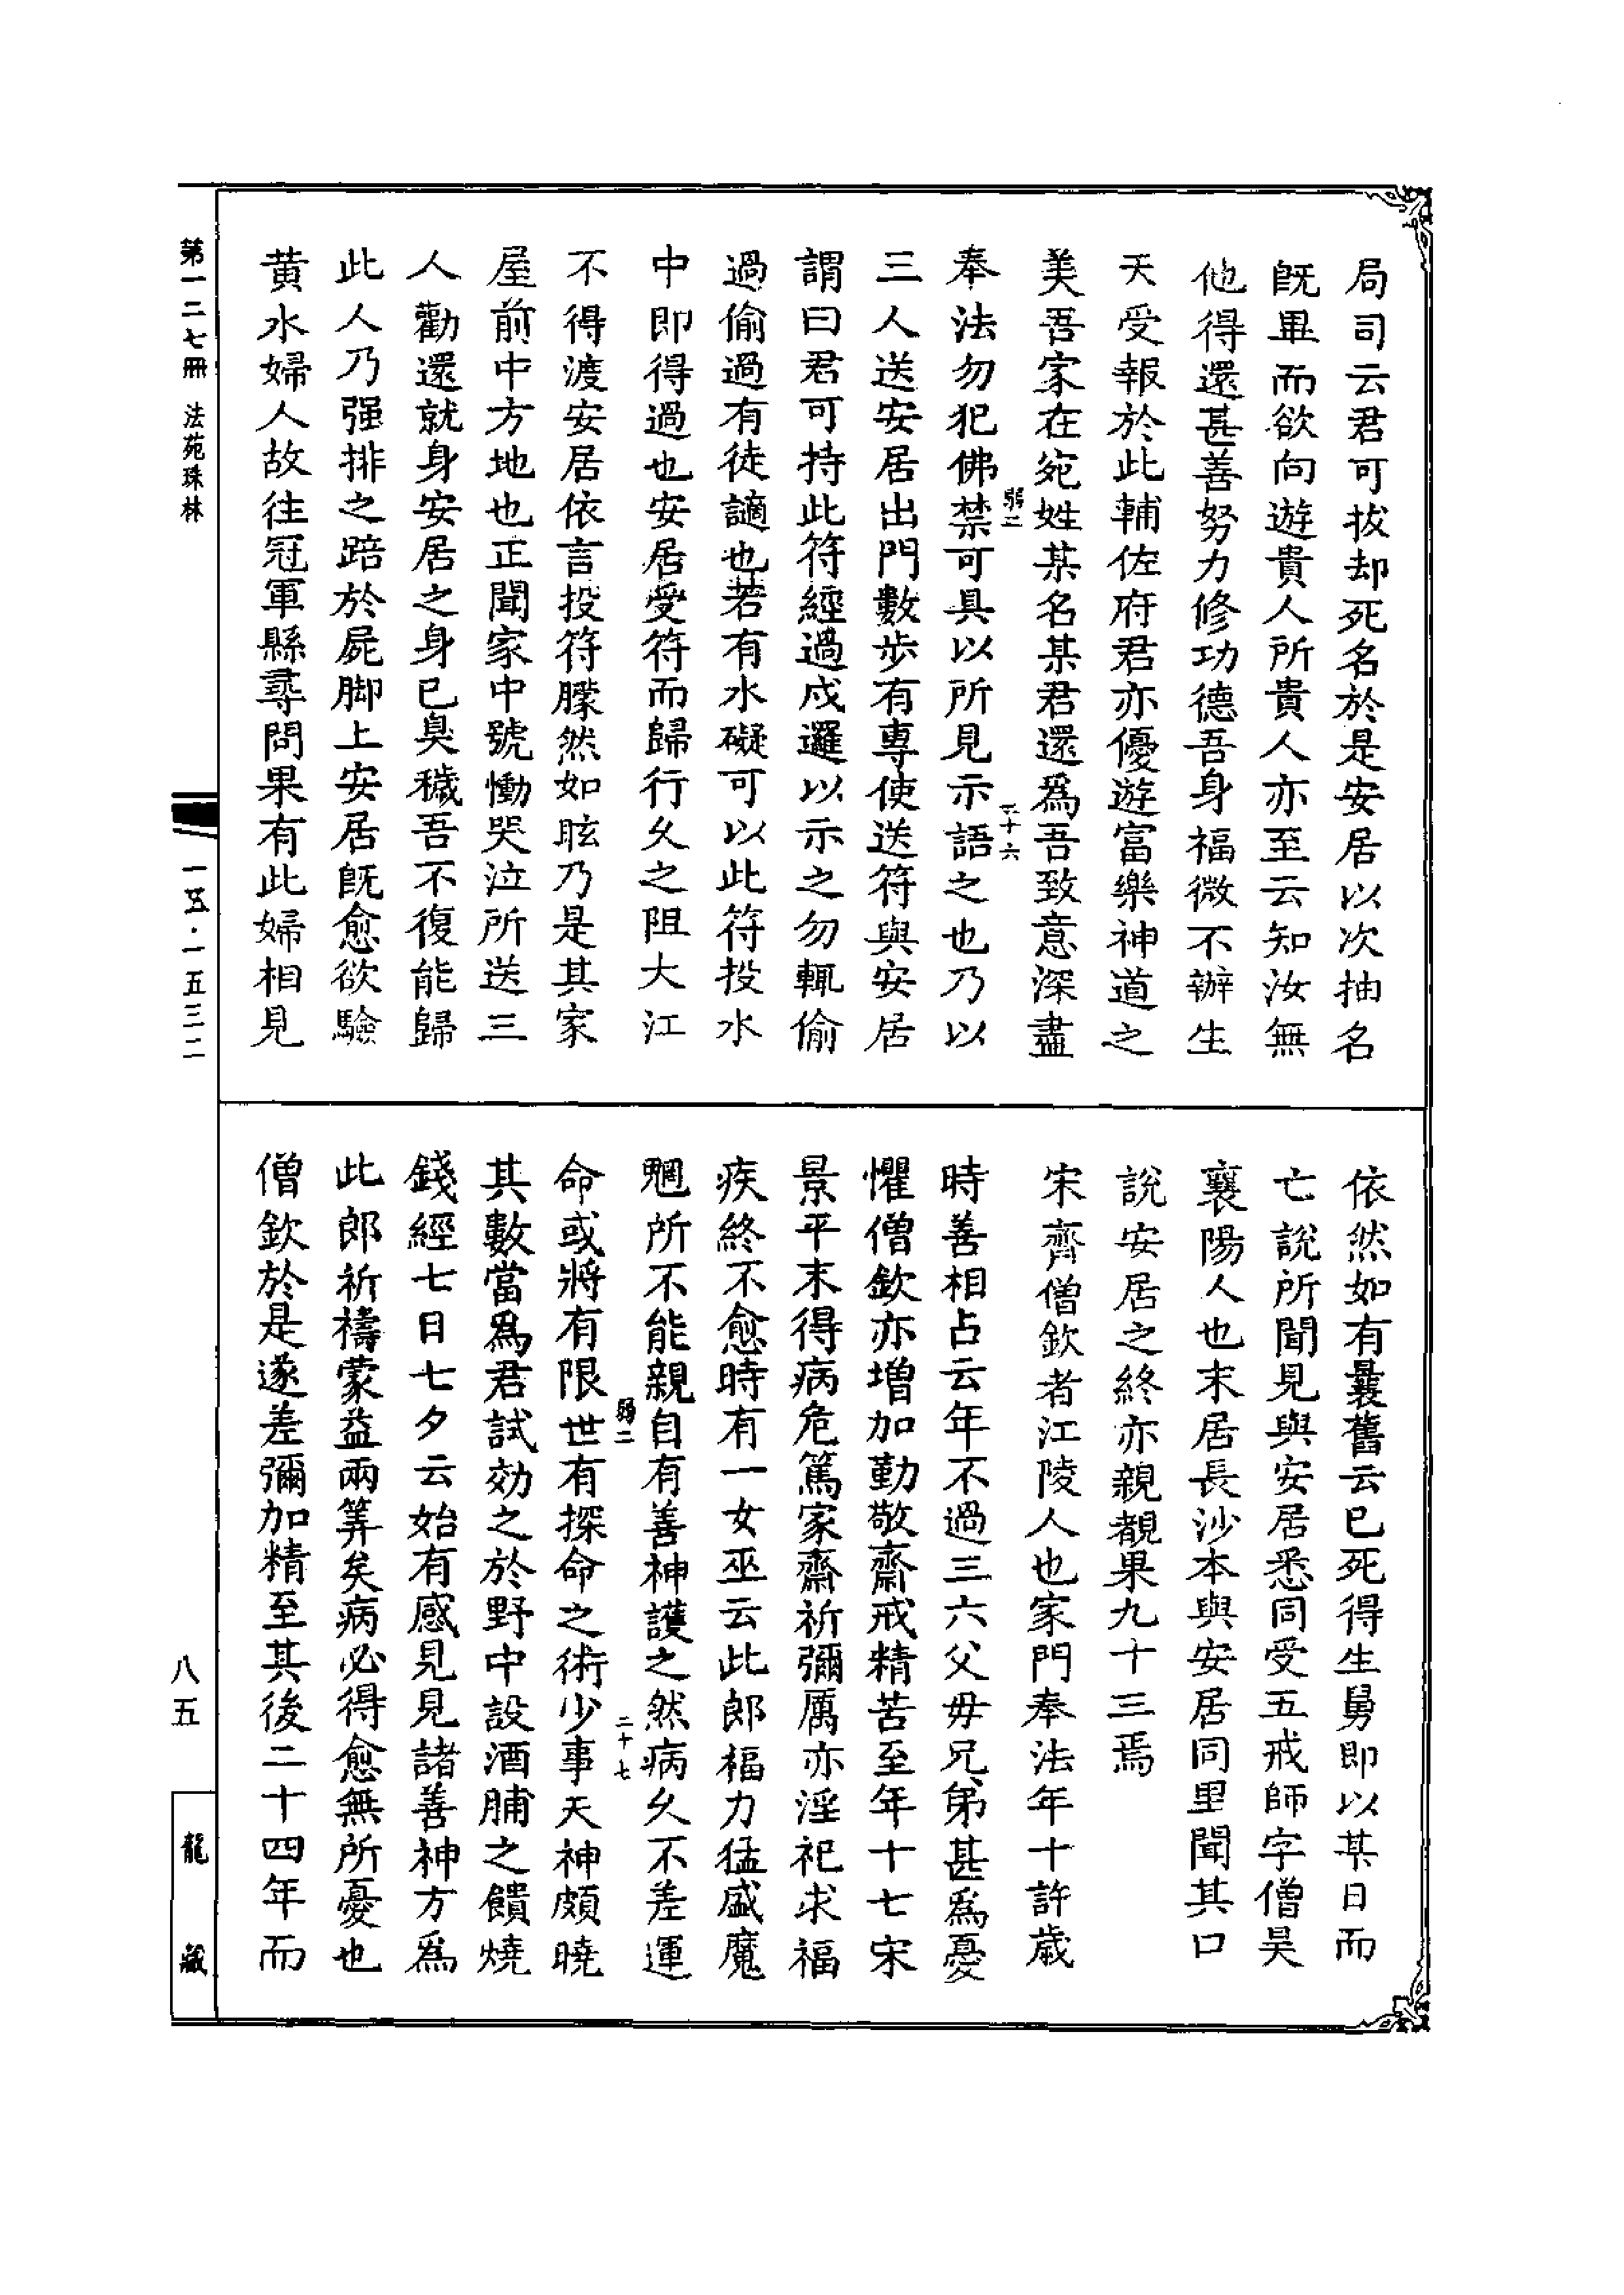 局司云君可拔却死名於是安居以次抽名
旣畢而欲向遊貴人所貴人亦至云知汝無
他得還甚善努力修功德吾身福微不辦生
天受報於此輔佐府君亦優遊富樂神道之
美吾家在宛姓某名某君還爲吾致意深盡
弱二
二十六
奉法勿犯佛禁可具以所見示語之也乃以
三人送安居出門數步有專使送符與安居
謂曰君可持此符經過戍邏以示之勿輒偷
過偷過有徒讁也若有水礙可以此符投水
中即得過也安居受符而歸行久之阻大江
不得渡安居依言投符矇然如眩乃是其家
屋前中方地也正聞家中號慟哭泣所送三
人勸還就身安居之身已臭穢吾不復能歸
此人乃强排之踣於屍脚上安居旣愈欲驗
黄水婦人故往冠軍縣尋問果有此婦相見
依然如有曩舊云已死得生舅即以某日而
亡說所聞見與安居悉同受五戒師字僧昊
襄陽人也末居長沙本與安居同里聞其口
說安居之終亦親覩果九十三焉
宋齊僧欽者江陵人也家門奉法年十許歲
時善相占云年不過三六父毋兄弟甚爲憂
懼僧欽亦增加勤敬齋戒精苦至年十七宋
景平末得病危篤家齋祈彌厲亦淫祀求福
疾終不愈時有一女巫云此郎福力猛盛魔
魍所不能親自有善神護之然病久不差運
弱二
二十七
命或將有限世有探命之術少事天神頗曉
其數當爲君試効之於野中設酒脯之饋燒
錢經七日七夕云始有感見見諸善神方爲
此郎祈禱蒙益兩筭矣病必得愈無所憂也
僧欽於是遂差彌加精至其後二十四年而
第一二七冊 法苑珠林
一五·一五三二
八五
龍藏